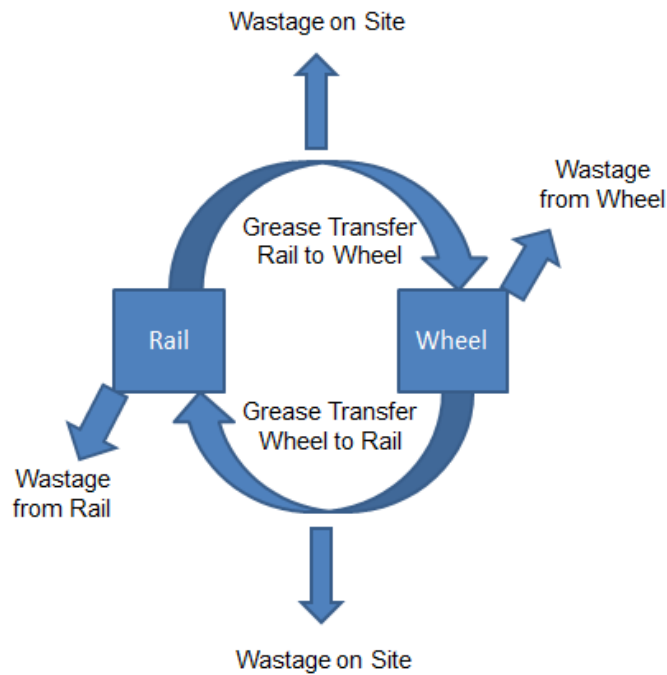 Wastage on Site
Wastage
from Wheel
Grease Transfer
Rail to Wheel
Rail
Wheel
Grease Transfer
Wheel to Rail
Wastage
from Rail
Wastage on Site